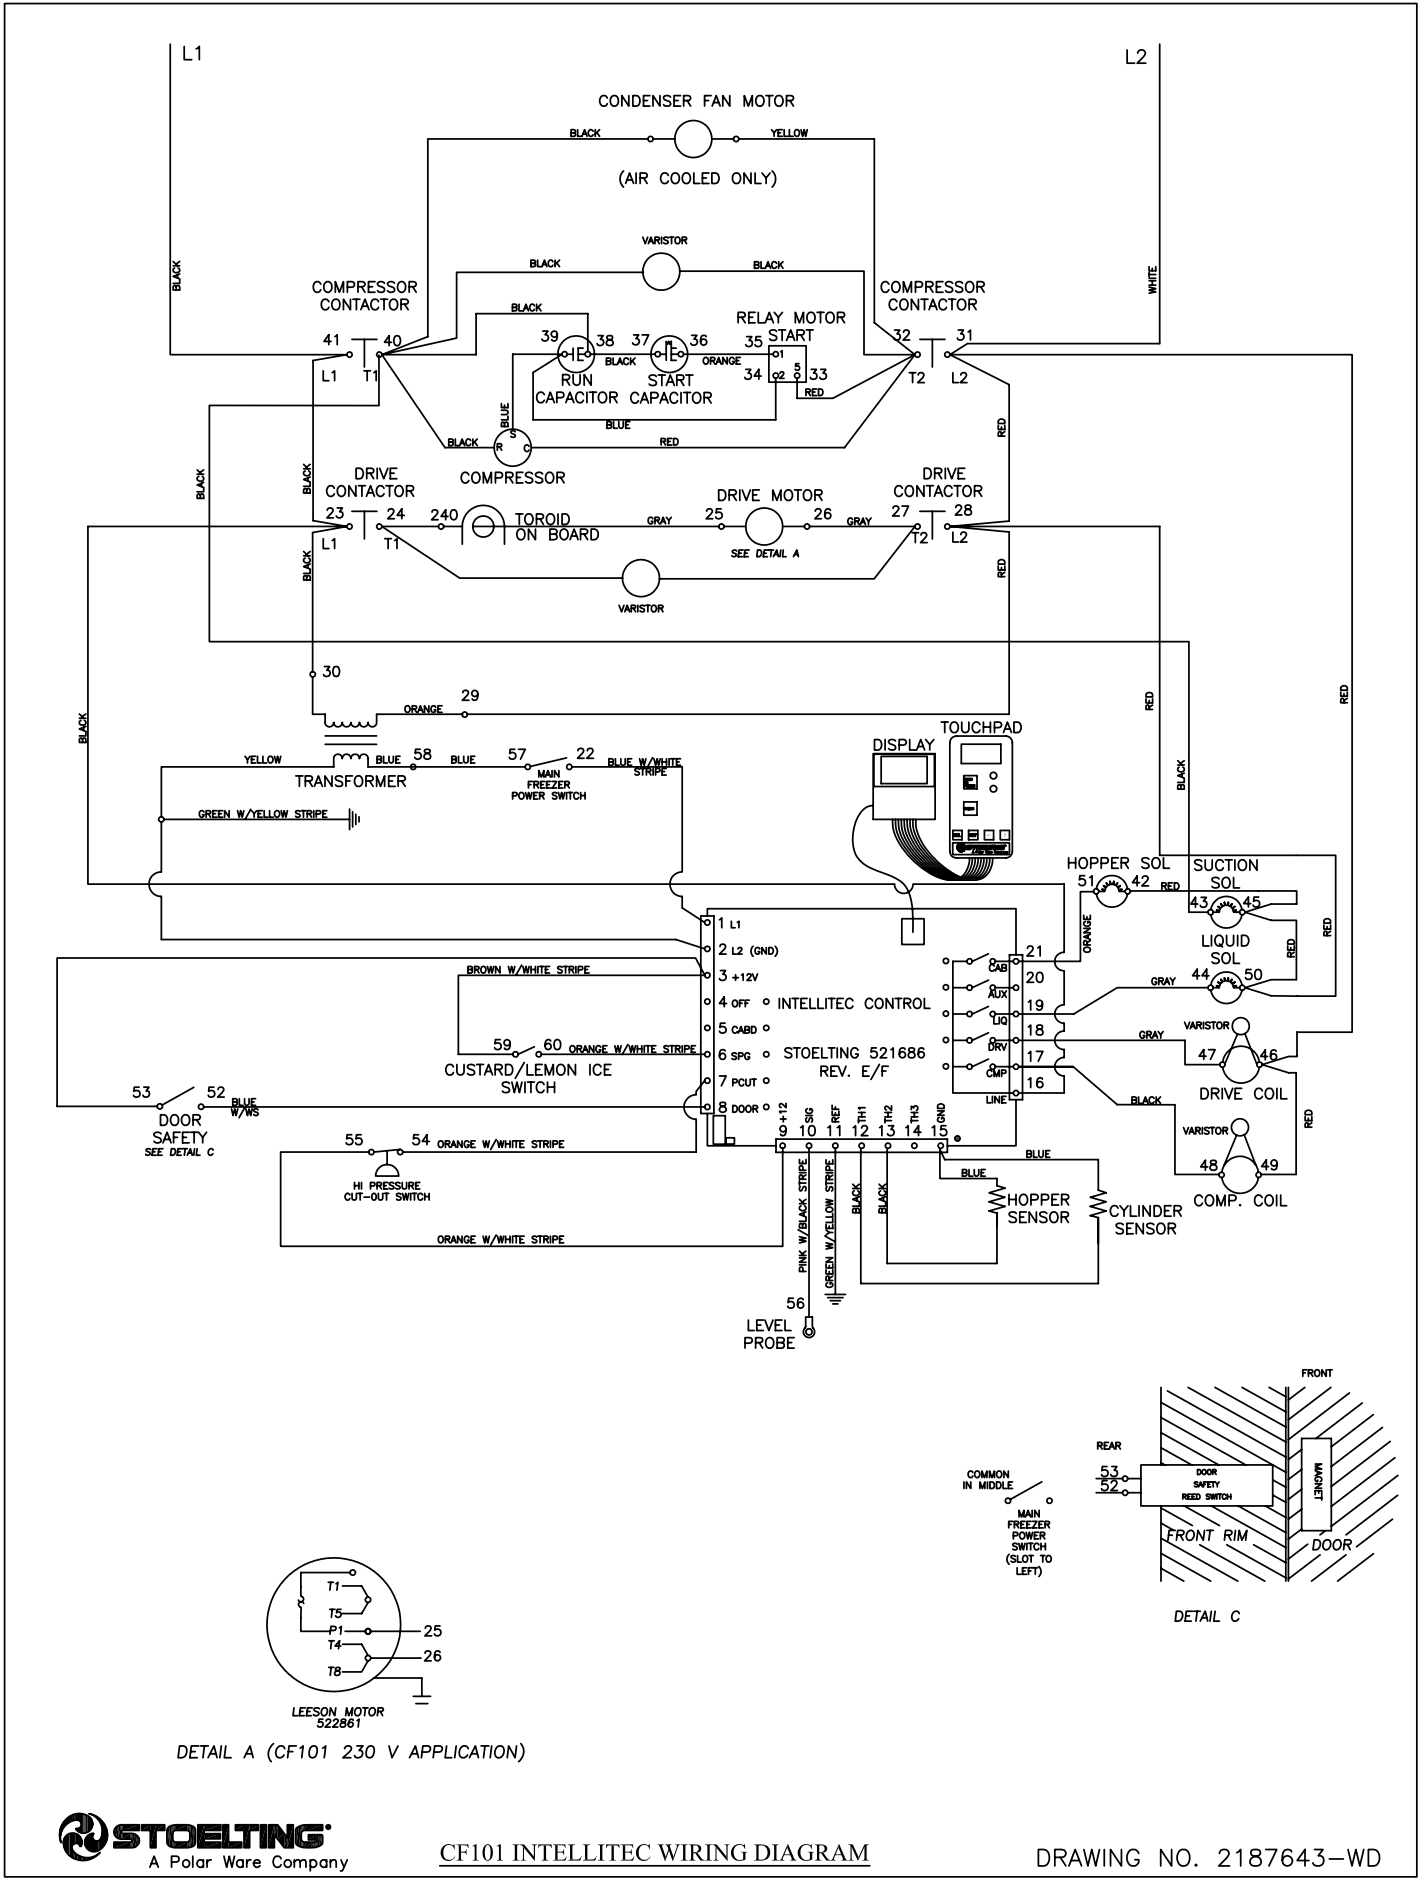 L1
L2
CONDENSER FAN MOTOR
BLACK
YELLOW
(AIR COOLED ONLY)
VARISTOR
BLACK
BLACK
BLACK
WHITE
COMPRESSOR
CONTACTOR
COMPRESSOR
CONTACTOR
BLACK
RELAY MOTOR
START
41
40
39
38
37
36
35
32
31
1
BLACK
ORANGE
L1
T1
RUN
CAPACITOR
START
CAPACITOR
34
2
5
33
T2
L2
RED
BLUE
BLUE
RED
S
R
C
BLACK
RED
COMPRESSOR
BLACK
BLACK
DRIVE
CONTACTOR
DRIVE MOTOR
DRIVE
CONTACTOR
23
24
240
TOROID
ON BOARD
GRAY
25
26
GRAY
27
28
L1
T1
SEE DETAIL A
T2
L2
BLACK
RED
VARISTOR
30
29
ORANGE
RED
RED
BLACK
TOUCHPAD
DISPLAY
YELLOW
BLUE
58
BLUE
57
22
BLUE W/WHITE
STRIPE
TRANSFORMER
MAIN
FREEZER
POWER SWITCH
BLACK
GREEN W/YELLOW STRIPE
HOPPER SOL
SUCTION
SOL
51
42
RED
43
45
ORANGE
RED
RED
LIQUID
SOL
44
50
GRAY
1 L1
2 L2 (GND)
3 +12V
4 OFF
5 CABD
6 SPG
7 PCUT
8 DOOR
INTELLITEC CONTROL
STOELTING 521686
REV. E/F
21
CAB
20
AUX
19
LIQ
18
DRV
17
CMP
16
LINE
BROWN W/WHITE STRIPE
59
60
ORANGE W/WHITE STRIPE
CUSTARD/LEMON ICE
SWITCH
GRAY
VARISTOR
47
46
DRIVE COIL
BLACK
RED
VARISTOR
48
49
COMP. COIL
53
52
BLUE
W/WS
DOOR
SAFETY
SEE DETAIL C
55
54
ORANGE W/WHITE STRIPE
HI PRESSURE
CUT-OUT SWITCH
ORANGE W/WHITE STRIPE
+12
SIG
REF
TH1
TH2
TH3
GND
9
10
11
12
13
14
15
PINK W/BLACK STRIPE
GREEN W/YELLOW STRIPE
BLACK
BLACK
BLUE
BLUE
HOPPER
SENSOR
CYLINDER
SENSOR
56
LEVEL
PROBE
FRONT
REAR
COMMON
IN MIDDLE
53
52
DOOR
SAFETY
REED SWITCH
MAGNET
MAIN
FREEZER
POWER
SWITCH
(SLOT TO
LEFT)
FRONT RIM
DOOR
DETAIL C
T1
T5
P1
T4
T8
25
26
LEESON MOTOR
522861
DETAIL A (CF101 230 V APPLICATION)
STOELTING
A Polar Ware Company
CF101 INTELLITEC WIRING DIAGRAM
DRAWING NO. 2187643-WD